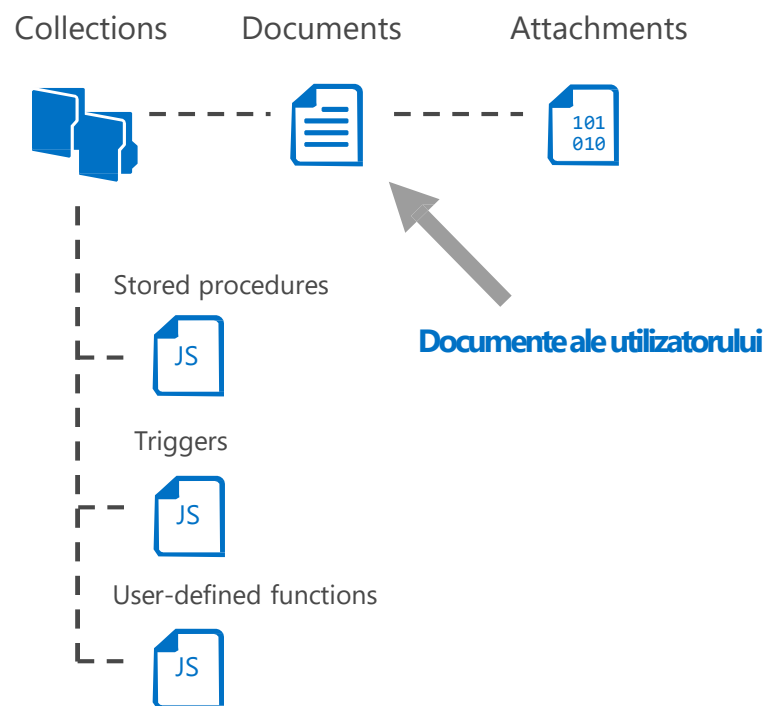 Collections Documents Attachments
101
010
Stored procedures
Documente ale utilizatorului
JS
Triggers
JS
User-defined functions
JS